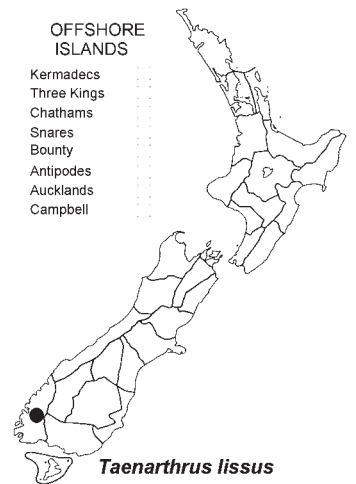 OFFSHORE
ISLANDS
Kermadecs
Three Kings
Chathams
Snares
Bounty
Antipodes
Aucklands
Campbell
Taenarthrus lissus